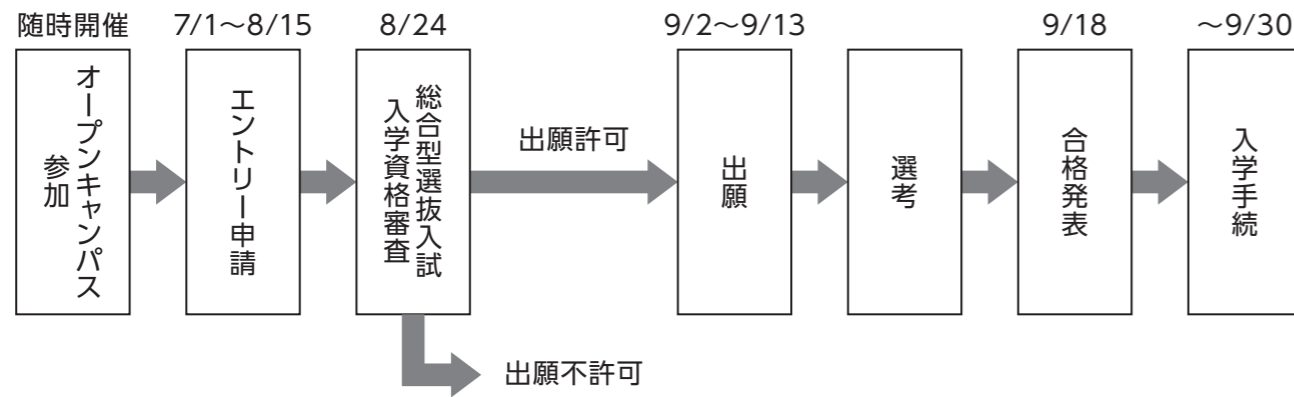 随時開催
7/1～8/15
8/24
9/2～9/13
9/18
～9/30
オープンキャンパス
参加
エントリー申請
総合型選抜入試
入学資格審査
出願許可
出願
選考
合格発表
入学手続
出願不許可